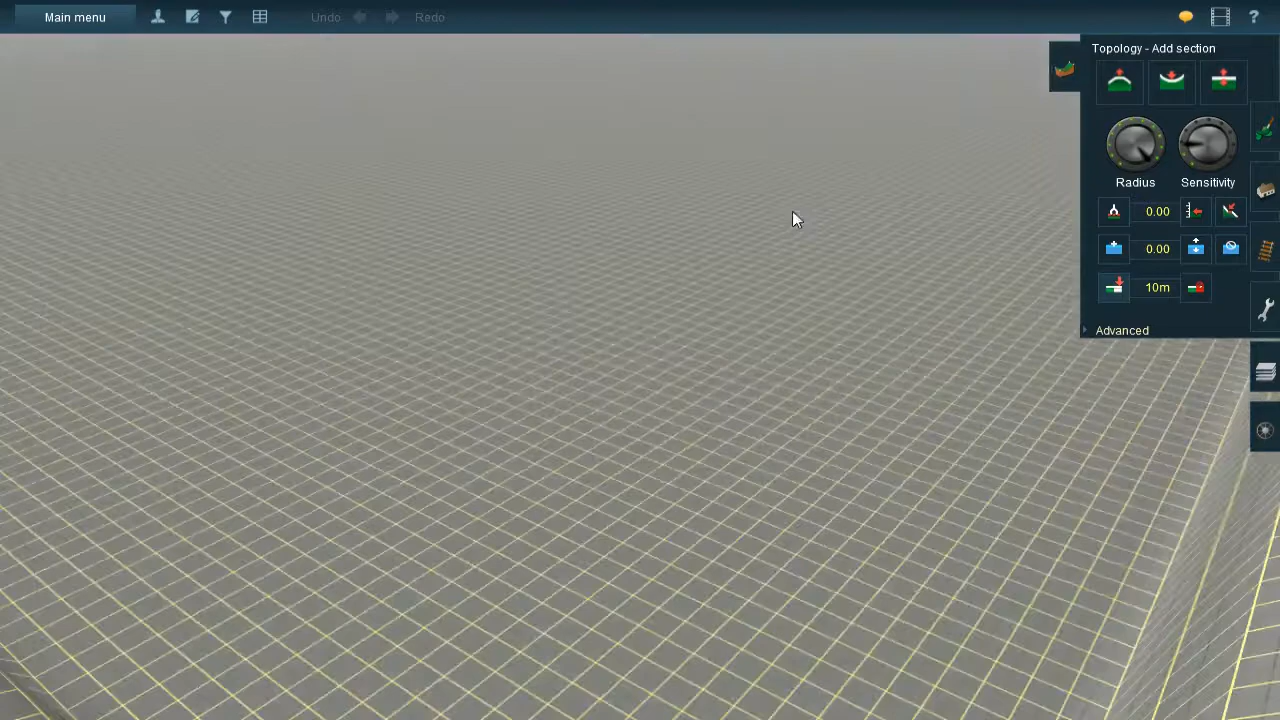 Main menu
Undo
Redo
?
Topology - Add section
Radius
Sensitivity
0.00
0.00
10m
Advanced